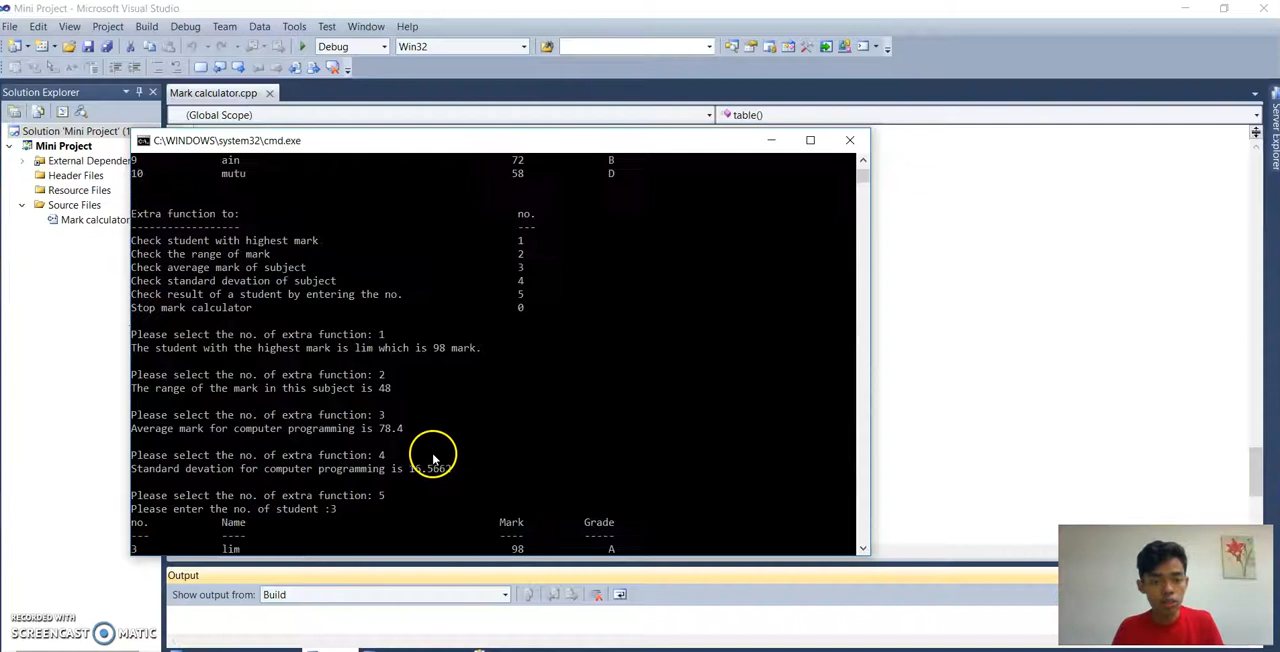 Mini Project - Microsoft Visual Studio
File Edit View Project Build Debug Team Data Tools Test Window Help
Debug Win32
Solution Explorer
Mark calculator.cpp
(Global Scope) table()
Server Explorer
Solution 'Mini Project' (1
Mini Project
External Depender
Header Files
Resource Files
Source Files
Mark calculator
C:\WINDOWS\system32\cmd.exe
9 ain 72 B
10 mutu 58 D
Extra function to: no.
----------------- ---
Check student with highest mark 1
Check the range of mark 2
Check average mark of subject 3
Check standard devation of subject 4
Check result of a student by entering the no. 5
Stop mark calculator 0
Please select the no. of extra function: 1
The student with the highest mark is lim which is 98 mark.
Please select the no. of extra function: 2
The range of the mark in this subject is 48
Please select the no. of extra function: 3
Average mark for computer programming is 78.4
Please select the no. of extra function: 4
Standard devation for computer programming is 16.5662
Please select the no. of extra function: 5
Please enter the no. of student :3
no. Name Mark Grade
--- ---- ---- -----
3 lim 98 A
Output
Show output from: Build
RECORDED WITH
SCREENCAST MATIC